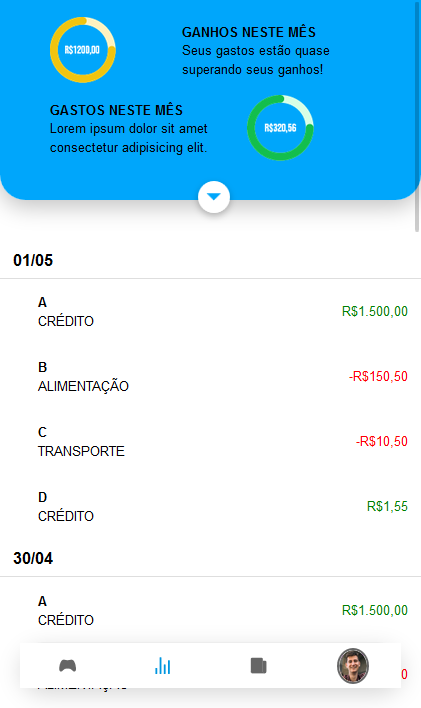 R$1200,00
GANHOS NESTE MÊS
Seus gastos estão quase
superando seus ganhos!
GASTOS NESTE MÊS
Lorem ipsum dolor sit amet
consectetur adipisicing elit.
R$320,56
01/05
A
CRÉDITO
R$1.500,00
B
ALIMENTAÇÃO
-R$150,50
C
TRANSPORTE
-R$10,50
D
CRÉDITO
R$1,55
30/04
A
CRÉDITO
R$1.500,00